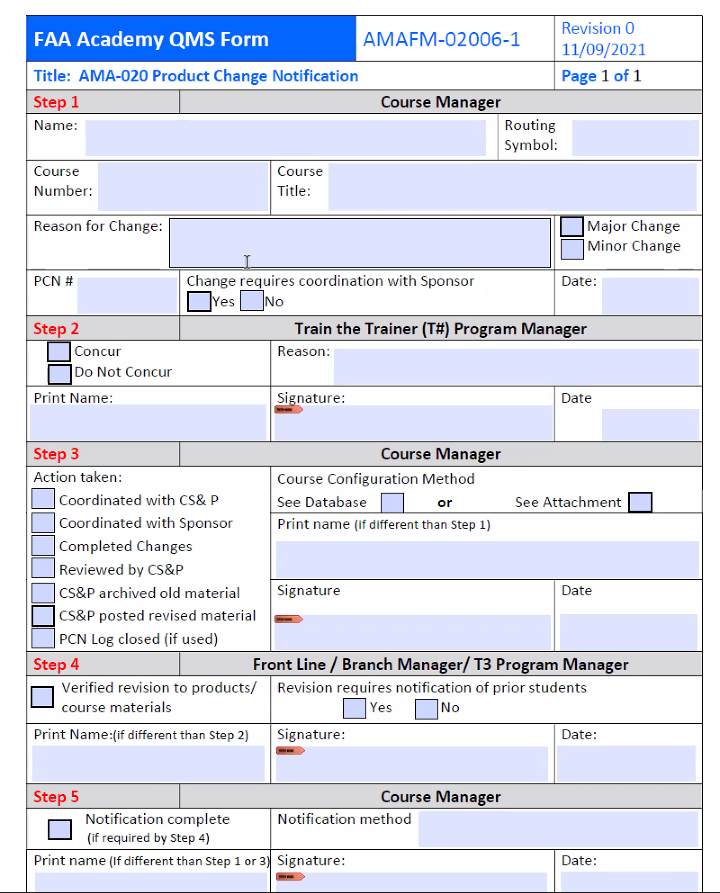 FAA Academy QMS Form
AMAFM-02006-1
Revision 0
11/09/2021
Title: AMA-020 Product Change Notification
Page 1 of 1
Step 1
Course Manager
Name:
Routing
Symbol:
Course
Number:
Course
Title:
Reason for Change:
Major Change
Minor Change
PCN #
Change requires coordination with Sponsor
Yes
No
Date:
Step 2
Train the Trainer (T#) Program Manager
Concur
Do Not Concur
Reason:
Print Name:
Signature:
Date
Step 3
Course Manager
Action taken:
Coordinated with CS& P
Coordinated with Sponsor
Completed Changes
Reviewed by CS&P
CS&P archived old material
CS&P posted revised material
PCN Log closed (if used)
Course Configuration Method
See Database or See Attachment
Print name (if different than Step 1)
Signature
Date
Step 4
Front Line / Branch Manager/ T3 Program Manager
Verified revision to products/
course materials
Revision requires notification of prior students
Yes
No
Print Name:(if different than Step 2)
Signature:
Date:
Step 5
Course Manager
Notification complete
(if required by Step 4)
Notification method
Print name (If different than Step 1 or 3)
Signature:
Date: